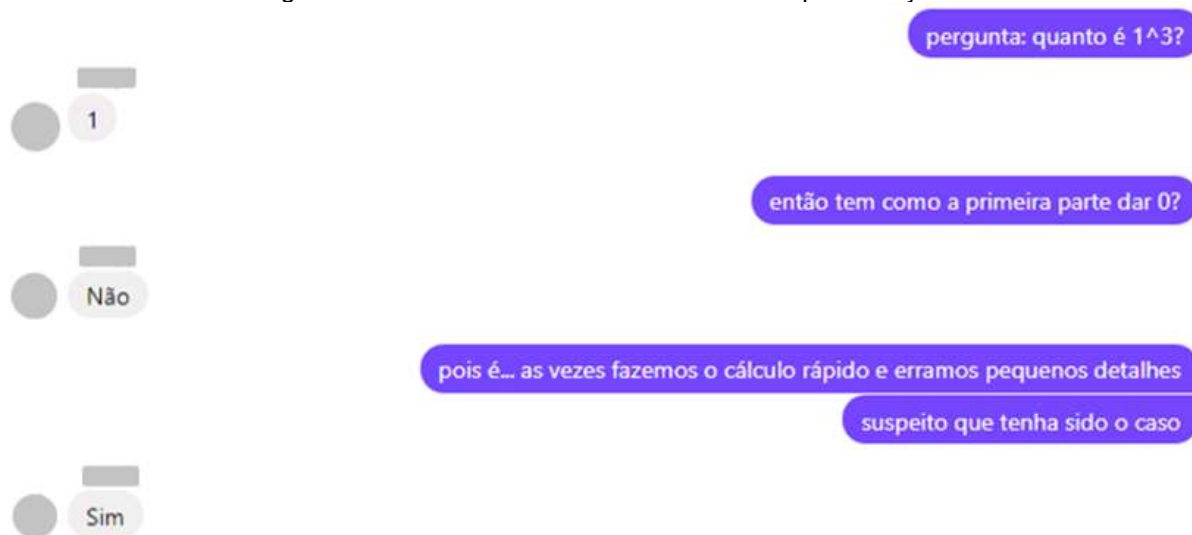 pergunta: quanto é 1^3?
1
então tem como a primeira parte dar 0?
Não
pois é... as vezes fazemos o cálculo rápido e erramos pequenos detalhes
suspeito que tenha sido o caso
Sim